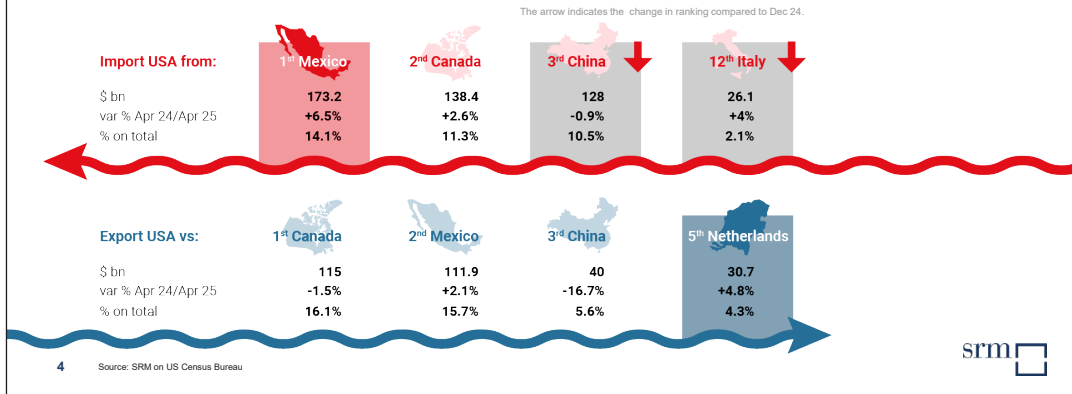 The arrow indicates the change in ranking compared to Dec 24.
Import USA from: 1st Mexico 2nd Canada 3rd China 12th Italy
$ bn 173.2 138.4 128 26.1
var % Apr 24/Apr 25 +6.5% +2.6% -0.9% +4%
% on total 14.1% 11.3% 10.5% 2.1%
Export USA vs: 1st Canada 2nd Mexico 3rd China 5th Netherlands
$ bn 115 111.9 40 30.7
var % Apr 24/Apr 25 -1.5% +2.1% -16.7% +4.8%
% on total 16.1% 15.7% 5.6% 4.3%
srm
4 Source: SRM on US Census Bureau